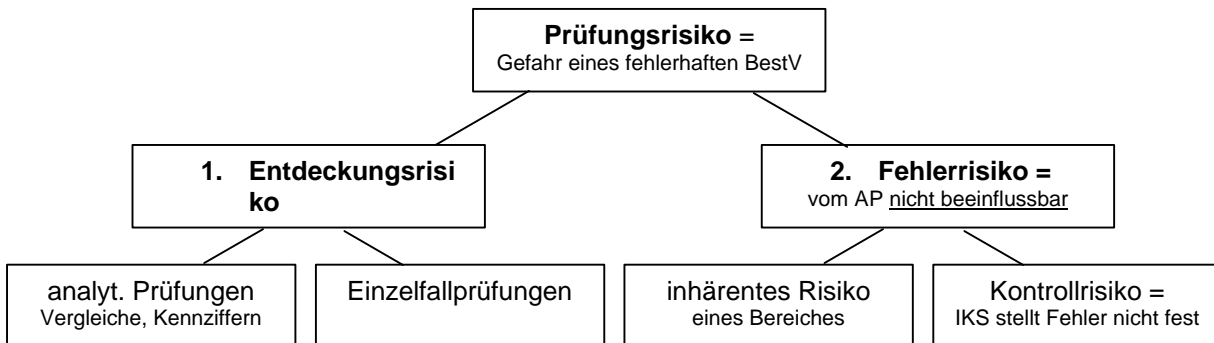 Prüfungsrisiko =
Gefahr eines fehlerhaften BestV
1. Entdeckungsrisi
ko
2. Fehlerrisiko =
vom AP nicht beeinflussbar
analyt. Prüfungen
Vergleiche, Kennziffern
Einzelfallprüfungen
inhärentes Risiko
eines Bereiches
Kontrollrisiko =
IKS stellt Fehler nicht fest